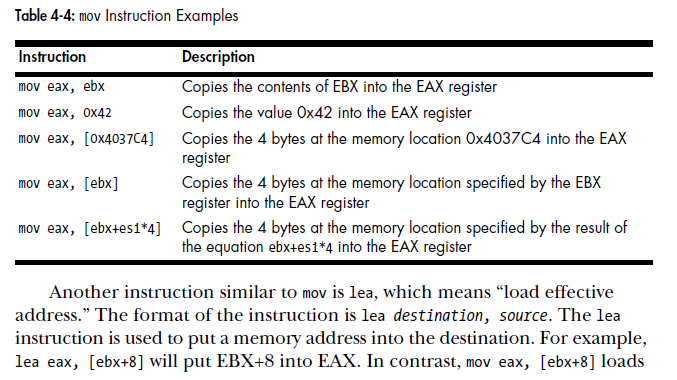 Table 4-4: mov Instruction Examples
Instruction Description
mov eax, ebx Copies the contents of EBX into the EAX register
mov eax, 0x42 Copies the value 0x42 into the EAX register
mov eax, [0x4037C4] Copies the 4 bytes at the memory location 0x4037C4 into the EAX
register
mov eax, [ebx] Copies the 4 bytes at the memory location specified by the EBX
register into the EAX register
mov eax, [ebx+esi*4] Copies the 4 bytes at the memory location specified by the result of
the equation ebx+esi*4 into the EAX register
Another instruction similar to mov is lea, which means “load effective
address.” The format of the instruction is lea destination, source. The lea
instruction is used to put a memory address into the destination. For example,
lea eax, [ebx+8] will put EBX+8 into EAX. In contrast, mov eax, [ebx+8] loads